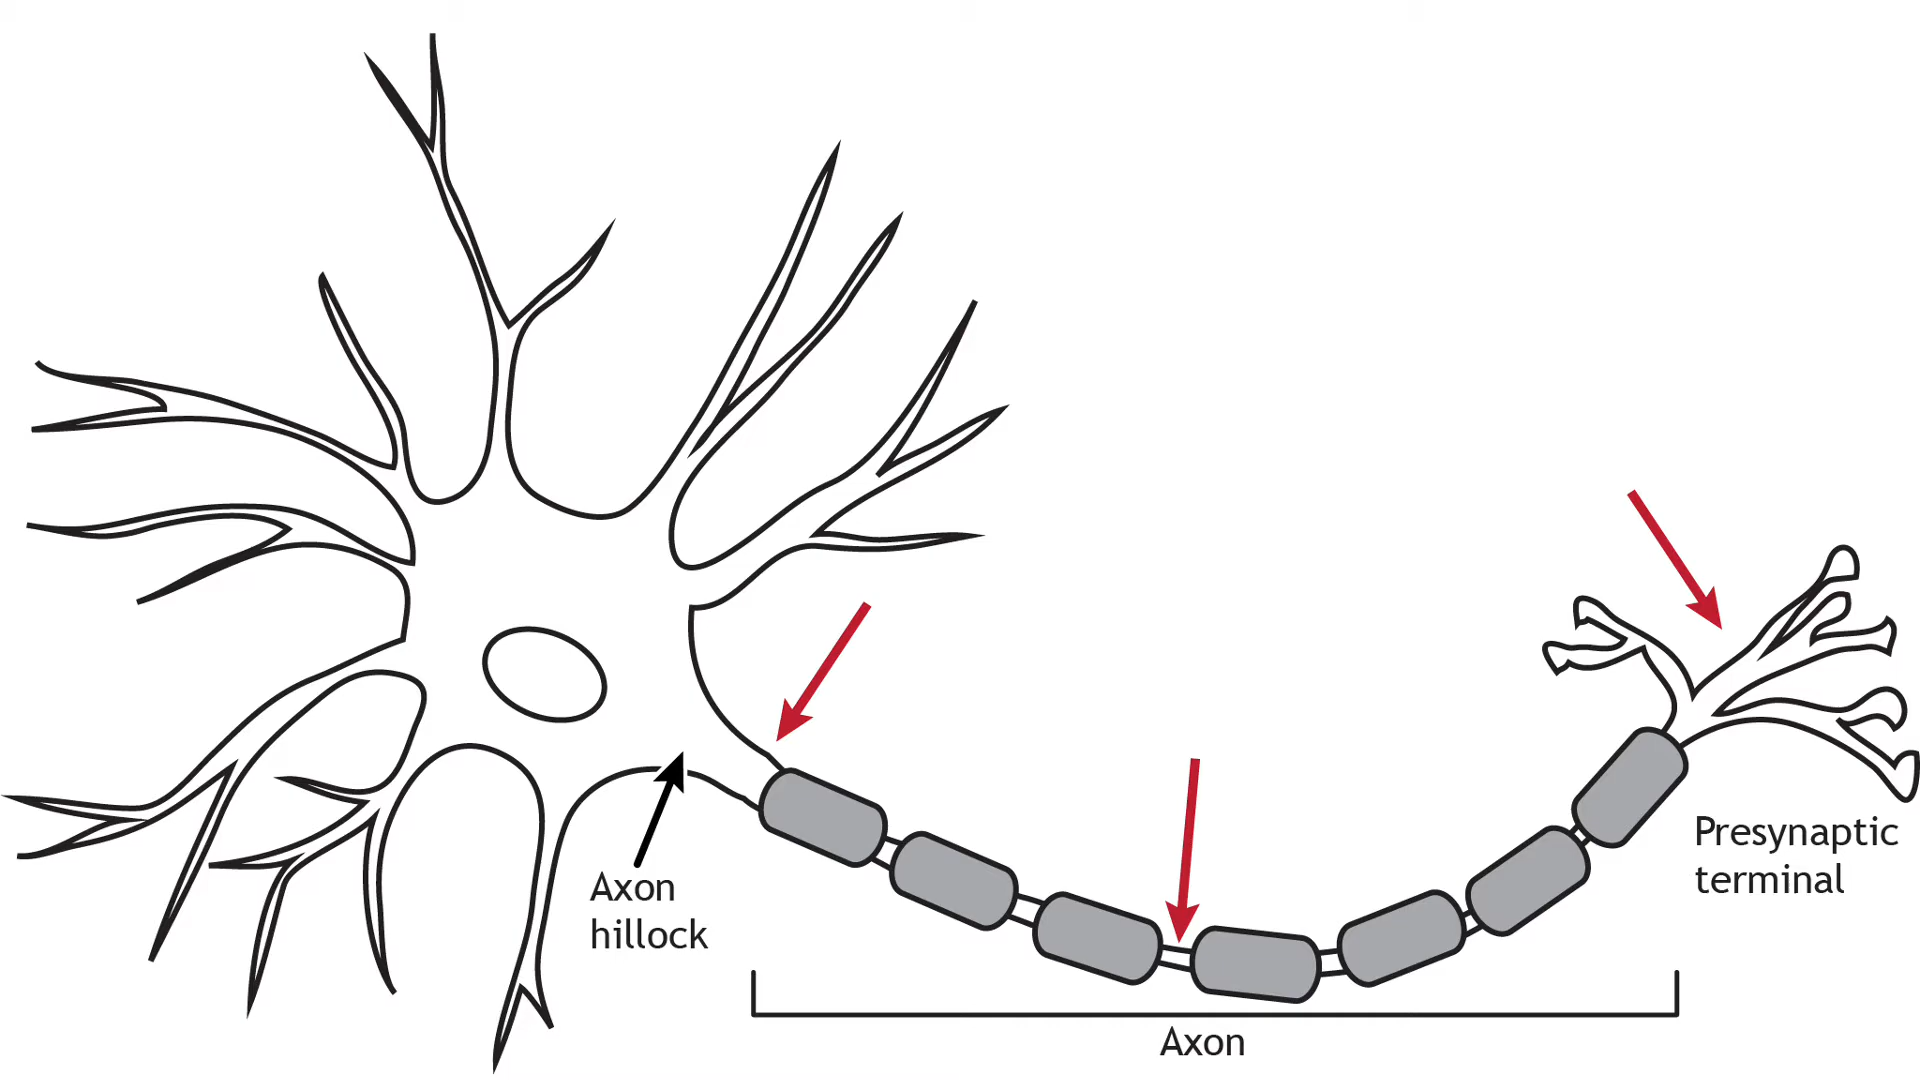 Axon
hillock
Axon
Presynaptic
terminal